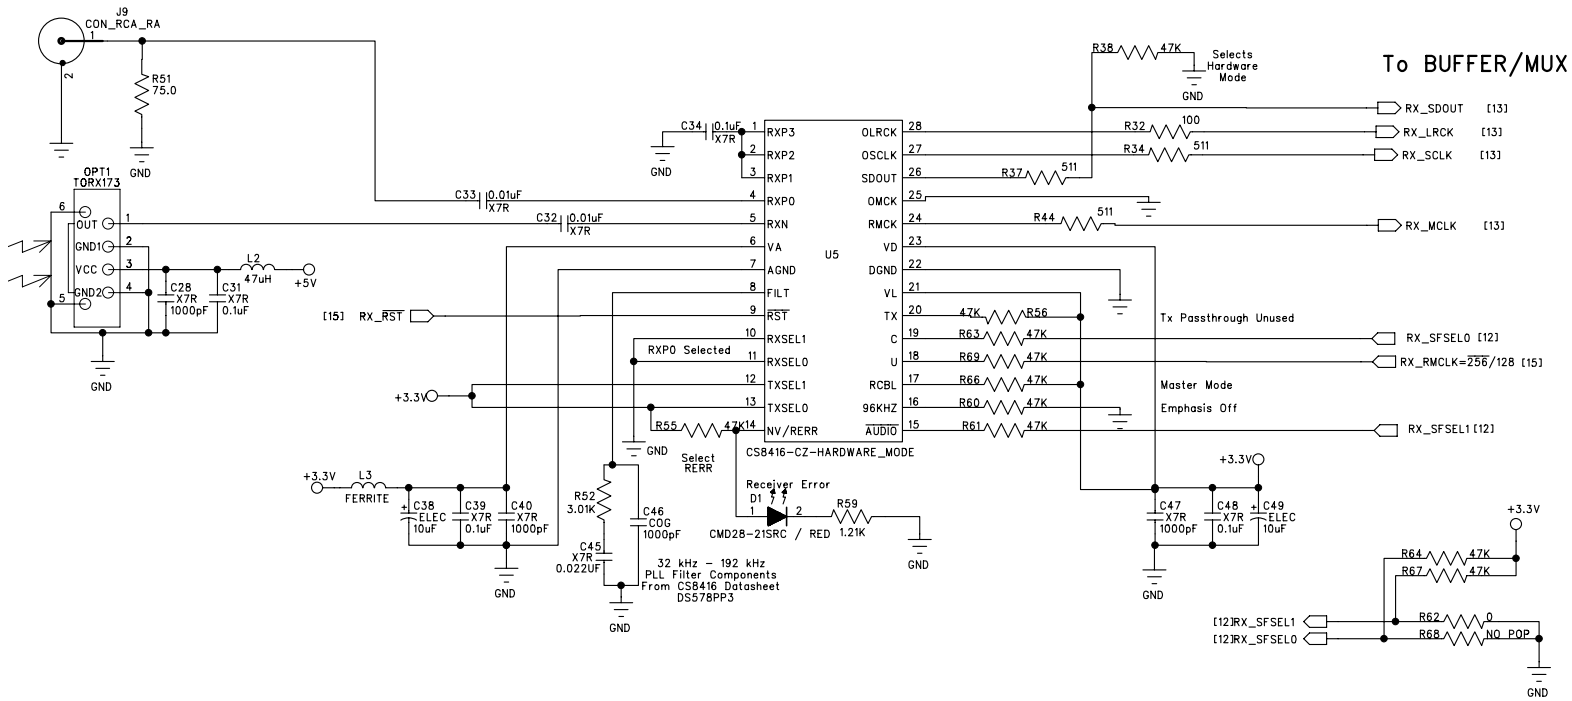 J9
CON_RCA_RA
1
2
R51
75.0
GND
OPT1
TORX173
6
OUT
1
GND1
2
VCC
3
GND2
4
5
GND
C28
X7R
1000pF
C31
X7R
0.1uF
L2
47uH
+5V
C33
0.01uF
X7R
C32
0.01uF
X7R
C34
0.1uF
X7R
GND
[15] RX_RST
RXP0 Selected
+3.3V
R55
47K
GND
Select
RERR
U5
CS8416-CZ-HARDWARE_MODE
1 RXP3
2 RXP2
3 RXP1
4 RXP0
5 RXN
6 VA
7 AGND
8 FILT
9 RST
10 RXSEL1
11 RXSEL0
12 TXSEL1
13 TXSEL0
14 NV/RERR
OLRCK 28
OSCLK 27
SDOUT 26
OMCK 25
RMCK 24
VD 23
DGND 22
VL 21
TX 20
C 19
U 18
RCBL 17
96KHZ 16
AUDIO 15
R38
47K
GND
Selects
Hardware
Mode
To BUFFER/MUX
RX_SDOUT [13]
R32
100
RX_LRCK [13]
R34
511
RX_SCLK [13]
R37
511
R44
511
RX_MCLK [13]
GND
47K
R56
Tx Passthrough Unused
R63
47K
RX_SFSEL0 [12]
R69
47K
RX_RMCLK=256/128 [15]
R66
47K
Master Mode
R60
47K
Emphasis Off
GND
R61
47K
RX_SFSEL1[12]
+3.3V
L3
FERRITE
+
C38
ELEC
10uF
C39
X7R
0.1uF
C40
X7R
1000pF
GND
R52
3.01K
C46
COG
1000pF
C45
X7R
0.022UF
GND
32 kHz - 192 kHz
PLL Filter Components
From CS8416 Datasheet
DS578PP3
Receiver Error
D1
1
2
CMD28-21SRC / RED
R59
1.21K
GND
+3.3V
C47
X7R
1000pF
C48
X7R
0.1uF
+
C49
ELEC
10uF
GND
+3.3V
R64
47K
R67
47K
[12]RX_SFSEL1
R62
0
[12]RX_SFSEL0
R68
NO POP
GND